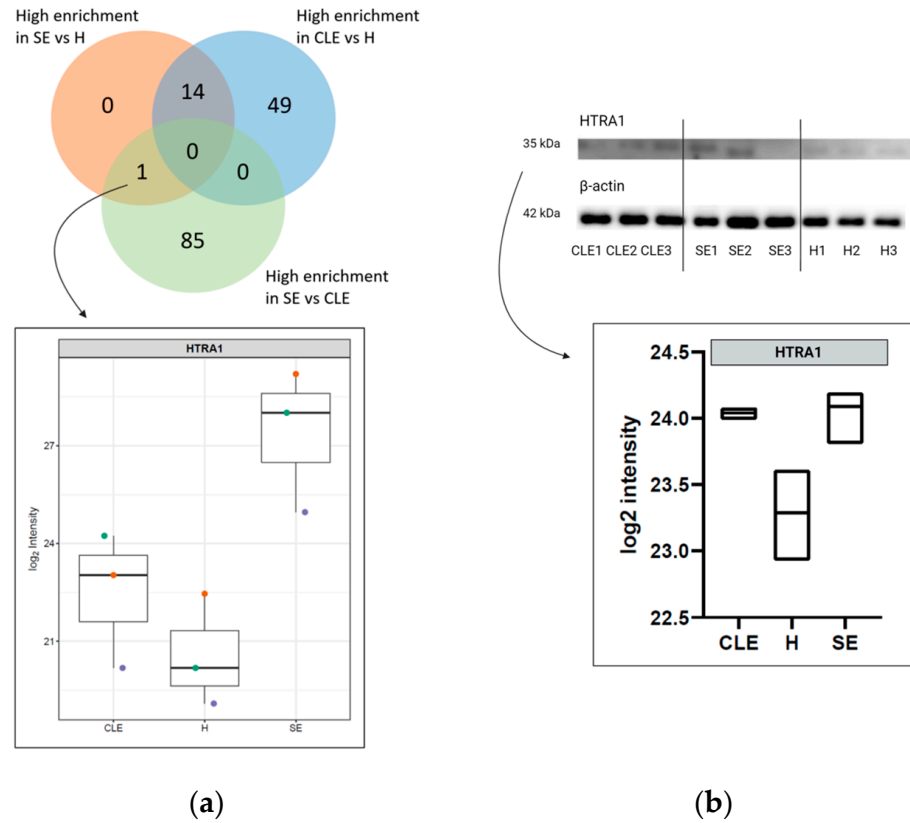 High enrichment
in SE vs H
High enrichment
in CLE vs H
0
14
49
0
1
0
85
High enrichment
in SE vs CLE
HTRA1
27
24
21
log₂ Intensity
CLE
H
SE
(a)
HTRA1
35 kDa
β-actin
42 kDa
CLE1 CLE2 CLE3 SE1 SE2 SE3 H1 H2 H3
HTRA1
24.5
24.0
23.5
23.0
22.5
log2 intensity
CLE H SE
(b)